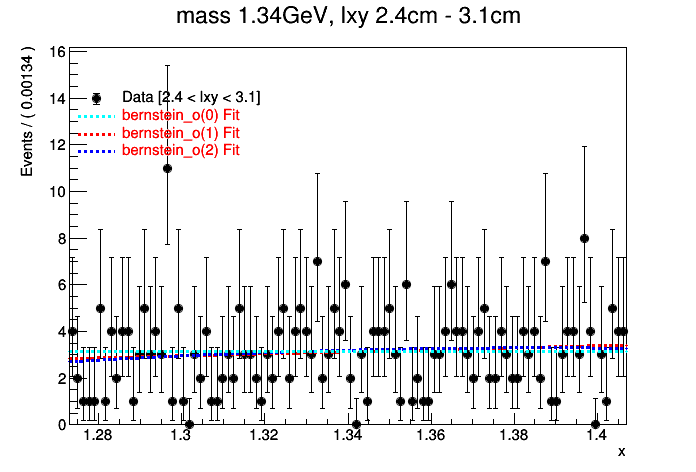 mass 1.34GeV, lxy 2.4cm - 3.1cm
Events / ( 0.00134 )
16
14
12
10
8
6
4
2
0
Data [2.4 < lxy < 3.1]
bernstein_o(0) Fit
bernstein_o(1) Fit
bernstein_o(2) Fit
1.28 1.3 1.32 1.34 1.36 1.38 1.4
x